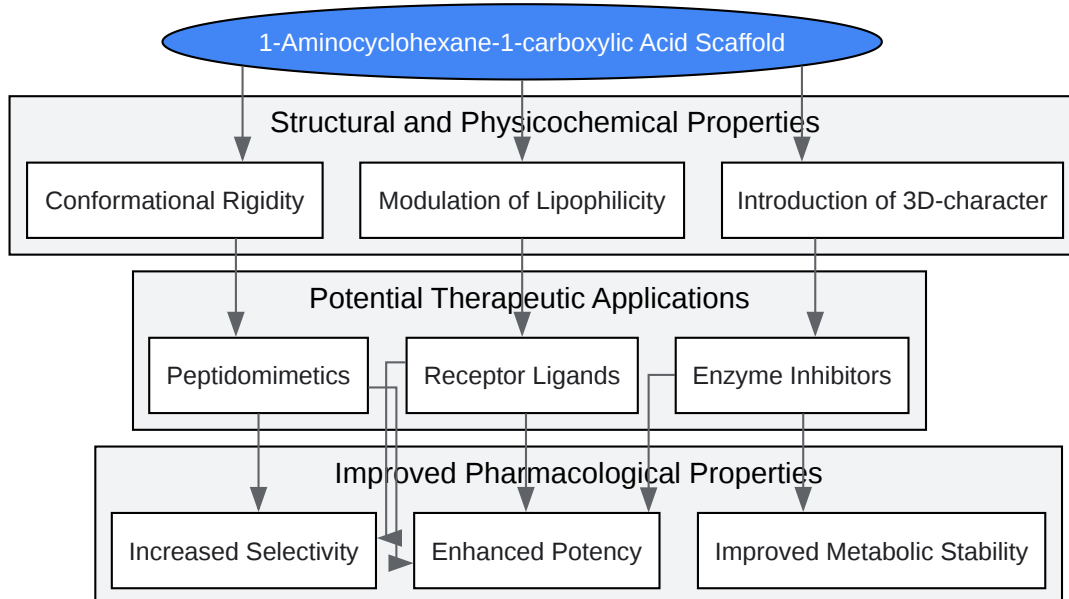 1-Aminocyclohexane-1-carboxylic Acid Scaffold
Structural and Physicochemical Properties
Conformational Rigidity
Modulation of Lipophilicity
Introduction of 3D-character
Potential Therapeutic Applications
Peptidomimetics
Receptor Ligands
Enzyme Inhibitors
Improved Pharmacological Properties
Increased Selectivity
Enhanced Potency
Improved Metabolic Stability